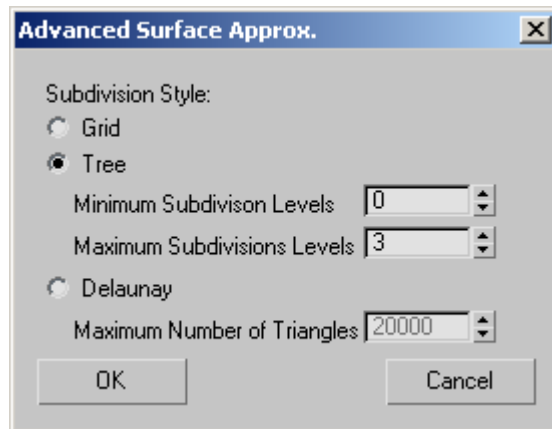 Advanced Surface Approx.
Subdivision Style:
Grid
Tree
Minimum Subdivison Levels 0
Maximum Subdivisions Levels 3
Delaunay
Maximum Number of Triangles 20000
OK Cancel